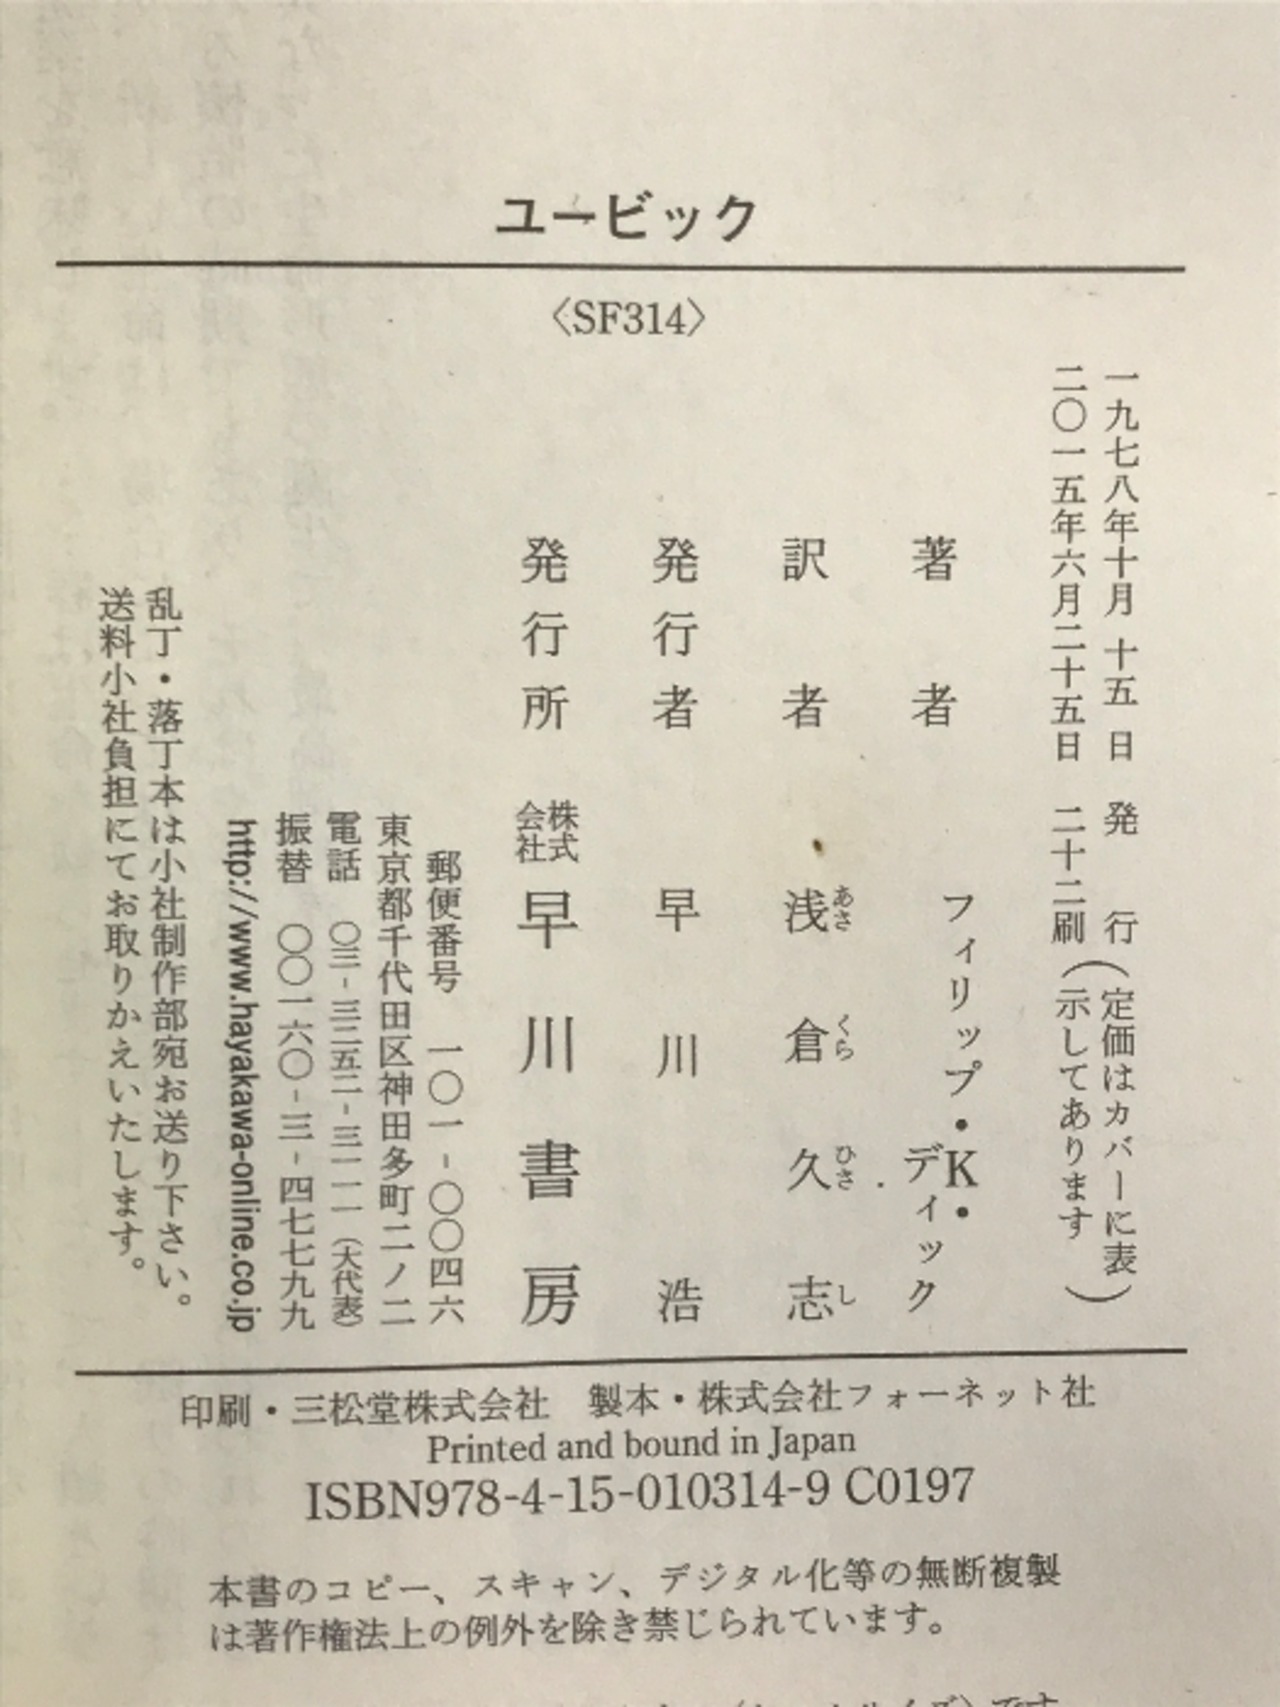 ユービック
〈SF314〉
一九七八年十月十五日 発行
二〇一五年六月二十五日 二十二刷
(定価はカバーに表
示してあります)
著者 フィリップ・K・
ディック
訳者 浅倉久志
あさくらひさし
発行者 早川浩
発行所 株式会社 早川書房
郵便番号 一〇一-〇〇四六
東京都千代田区神田多町二ノ二
電話 〇三-三二五二-三一一一(大代表)
振替 〇〇一六〇-三-四七七九九
http://www.hayakawa-online.co.jp
乱丁・落丁本は小社制作部宛お送り下さい。
送料小社負担にてお取りかえいたします。
印刷・三松堂株式会社 製本・株式会社フォーネット社
Printed and bound in Japan
ISBN978-4-15-010314-9 C0197
本書のコピー、スキャン、デジタル化等の無断複製
は著作権法上の例外を除き禁じられています。